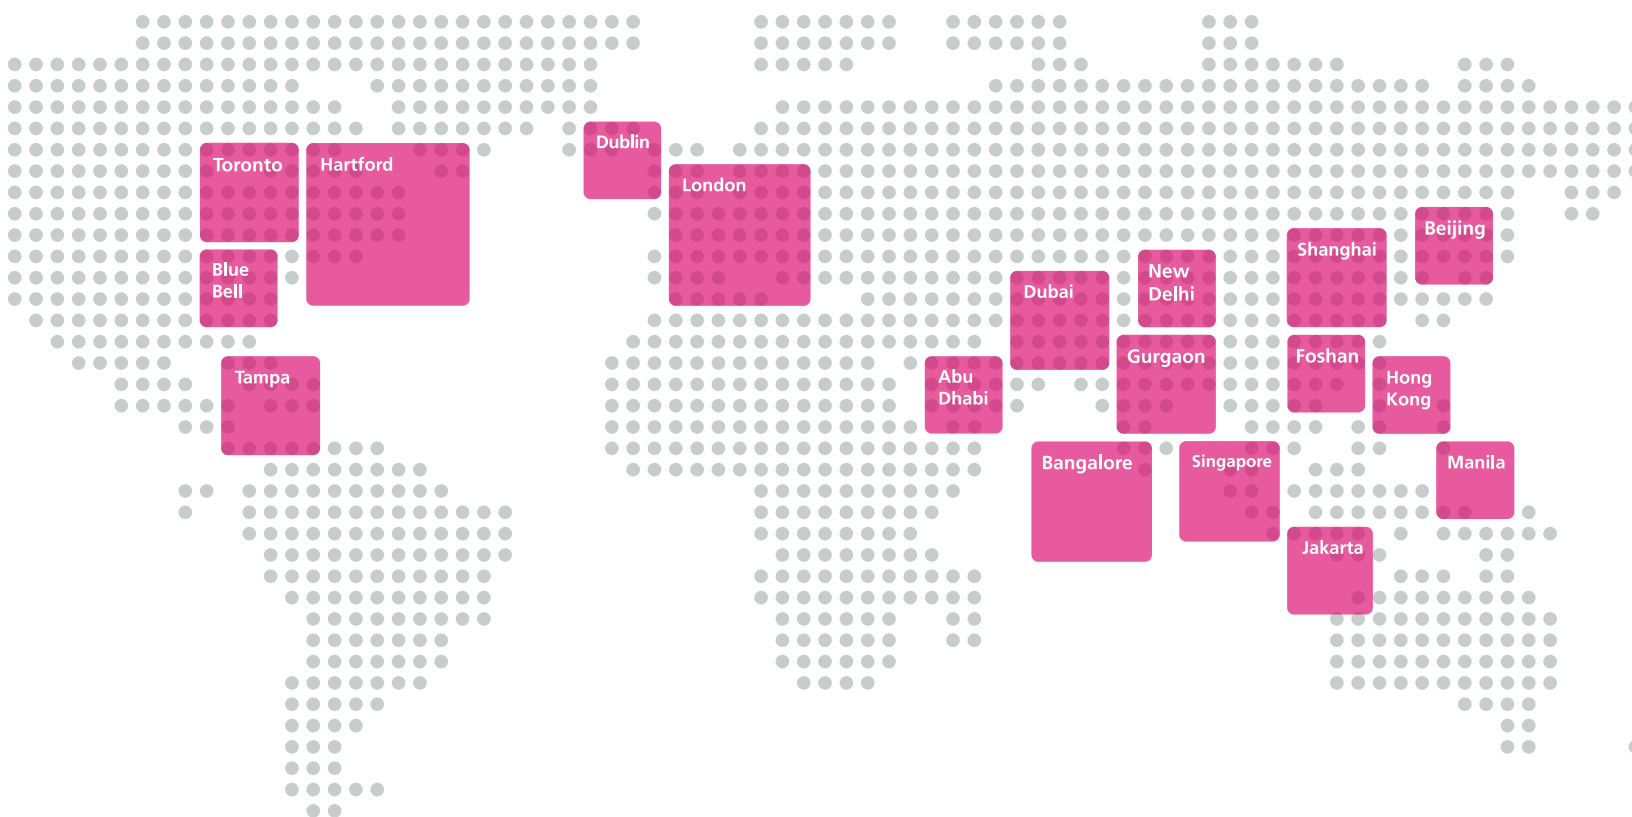 Dublin
Toronto
Hartford
London
Beijing
Shanghai
Blue
Bell
New
Delhi
Dubai
Gurgaon
Foshan
Tampa
Abu
Dhabi
Hong
Kong
Bangalore
Singapore
Manila
Jakarta